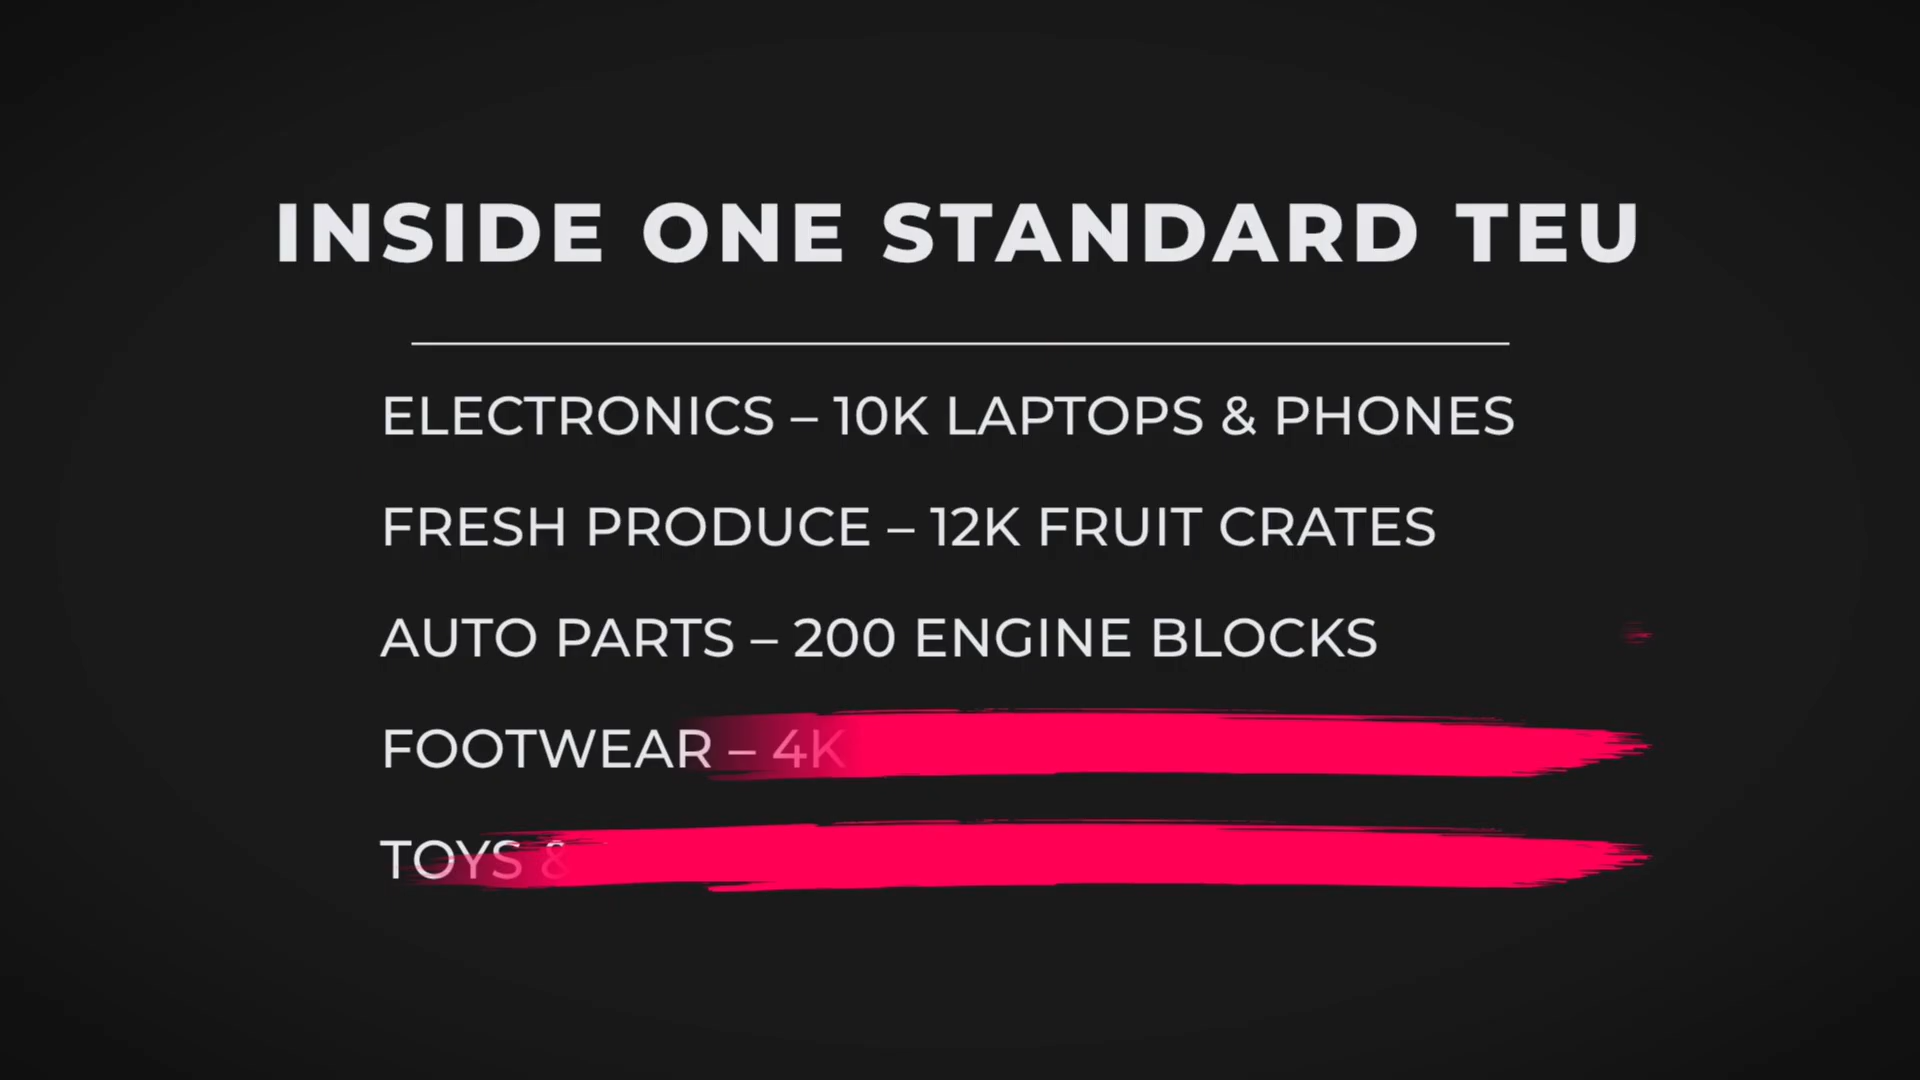 INSIDE ONE STANDARD TEU
ELECTRONICS – 10K LAPTOPS & PHONES
FRESH PRODUCE – 12K FRUIT CRATES
AUTO PARTS – 200 ENGINE BLOCKS
FOOTWEAR – 4K
TOYS &